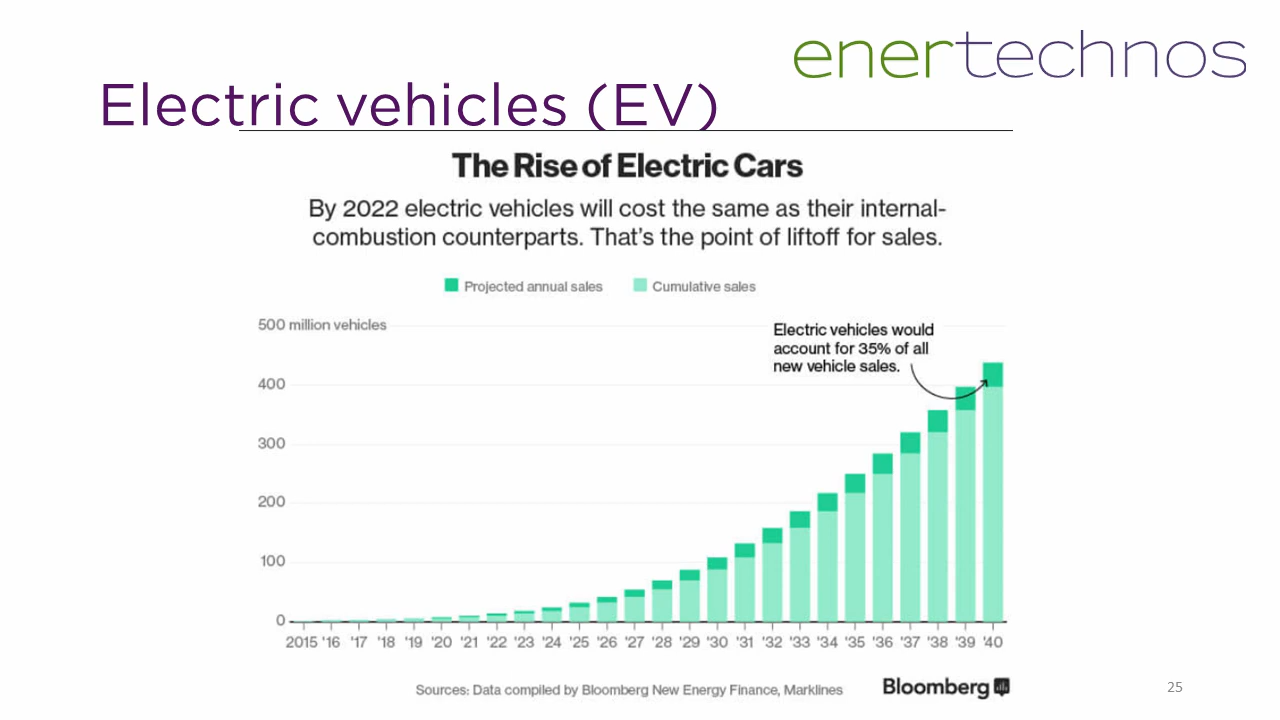 enertechnos
Electric vehicles (EV)
The Rise of Electric Cars
By 2022 electric vehicles will cost the same as their internal-
combustion counterparts. That's the point of liftoff for sales.
Projected annual sales Cumulative sales
500 million vehicles
Electric vehicles would
account for 35% of all
new vehicle sales.
400
300
200
100
0
2015 '16 '17 '18 '19 '20 '21 '22 '23 '24 '25 '26 '27 '28 '29 '30 '31 '32 '33 '34 '35 '36 '37 '38 '39 '40
Sources: Data compiled by Bloomberg New Energy Finance, Marklines
Bloomberg
25